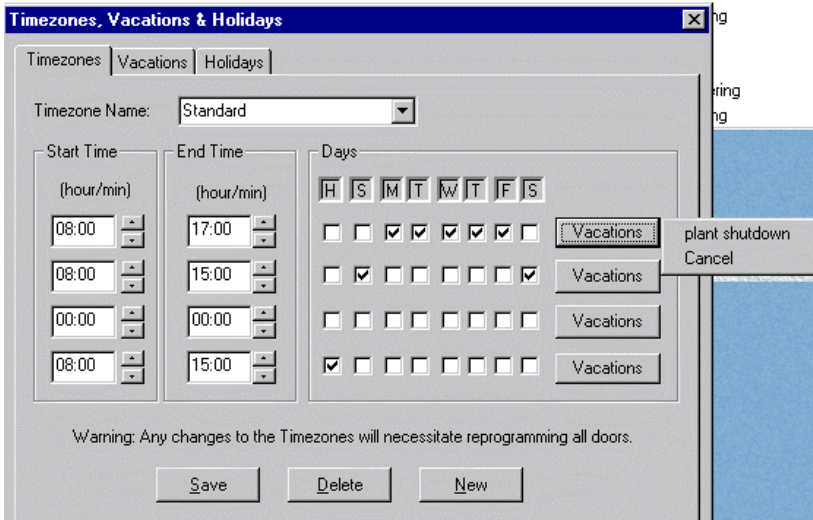 Timezones, Vacations & Holidays
ng
Timezones Vacations Holidays
ring
ng
Timezone Name: Standard
Start Time End Time Days
(hour/min) (hour/min) H S M T W T F S
08:00 17:00 Vacations plant shutdown
Cancel
08:00 15:00 Vacations
00:00 00:00 Vacations
08:00 15:00 Vacations
Warning: Any changes to the Timezones will necessitate reprogramming all doors.
Save Delete New